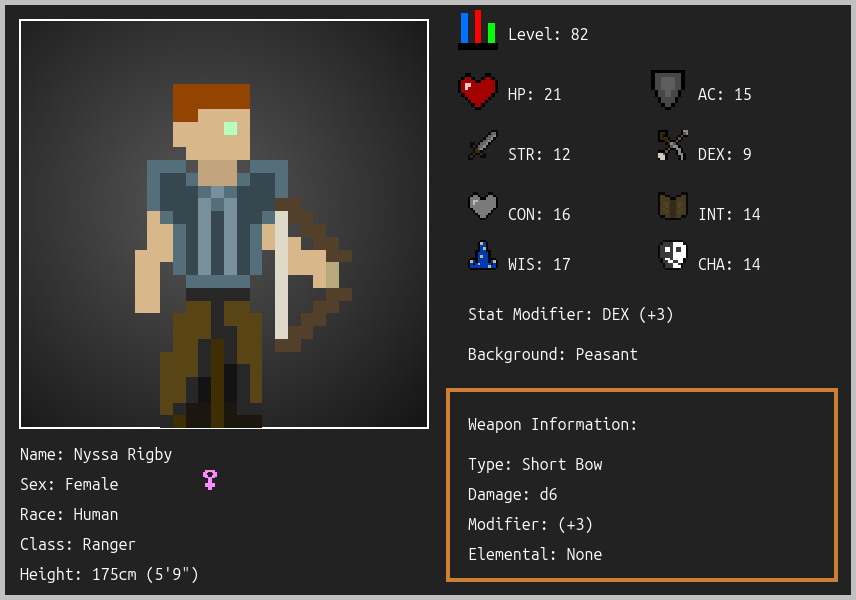 Level: 82
HP: 21
AC: 15
STR: 12
DEX: 9
CON: 16
INT: 14
WIS: 17
CHA: 14
Stat Modifier: DEX (+3)
Background: Peasant
Weapon Information:
Type: Short Bow
Damage: d6
Modifier: (+3)
Elemental: None
Name: Nyssa Rigby
Sex: Female
Race: Human
Class: Ranger
Height: 175cm (5'9")